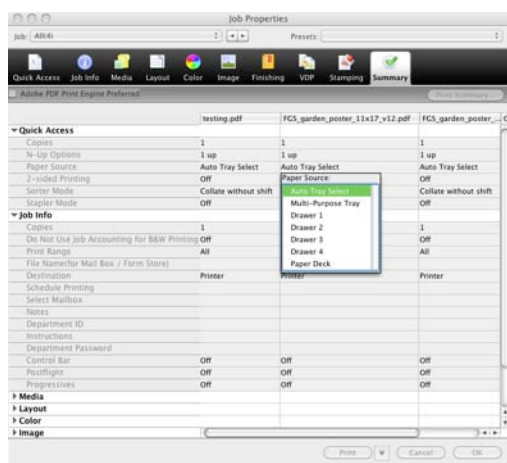 Job Properties
Job: All(4) Presets:
Quick Access Job Info Media Layout Color Image Finishing VDP Stamping Summary
Adobe PDF Print Engine Preferred Print Summary...
testing.pdf FGS_garden_poster_11x17_v12.pdf FGS_garden_poster_...
Quick Access
Copies 1 1 1
N-Up Options 1 up 1 up 1 up
Paper Source Auto Tray Select Auto Tray Select Auto Tray Select
2-sided Printing Off Paper Source: Off
Sorter Mode Collate without shift Auto Tray Select Collate without shift
Stapler Mode Off Multi-Purpose Tray Off
Job Info Drawer 1
Copies 1 Drawer 2 1
Do Not Use Job Accounting for B&W Printing Off Drawer 3 Off
Print Range All Drawer 4 All
File Name(for Mail Box / Form Store) Paper Deck
Destination Printer Printer Printer
Schedule Printing
Select Mailbox
Notes
Department ID
Instructions
Department Password
Control Bar Off Off Off
Postflight Off Off Off
Progressives Off Off Off
Media
Layout
Color
Image
Print Cancel OK